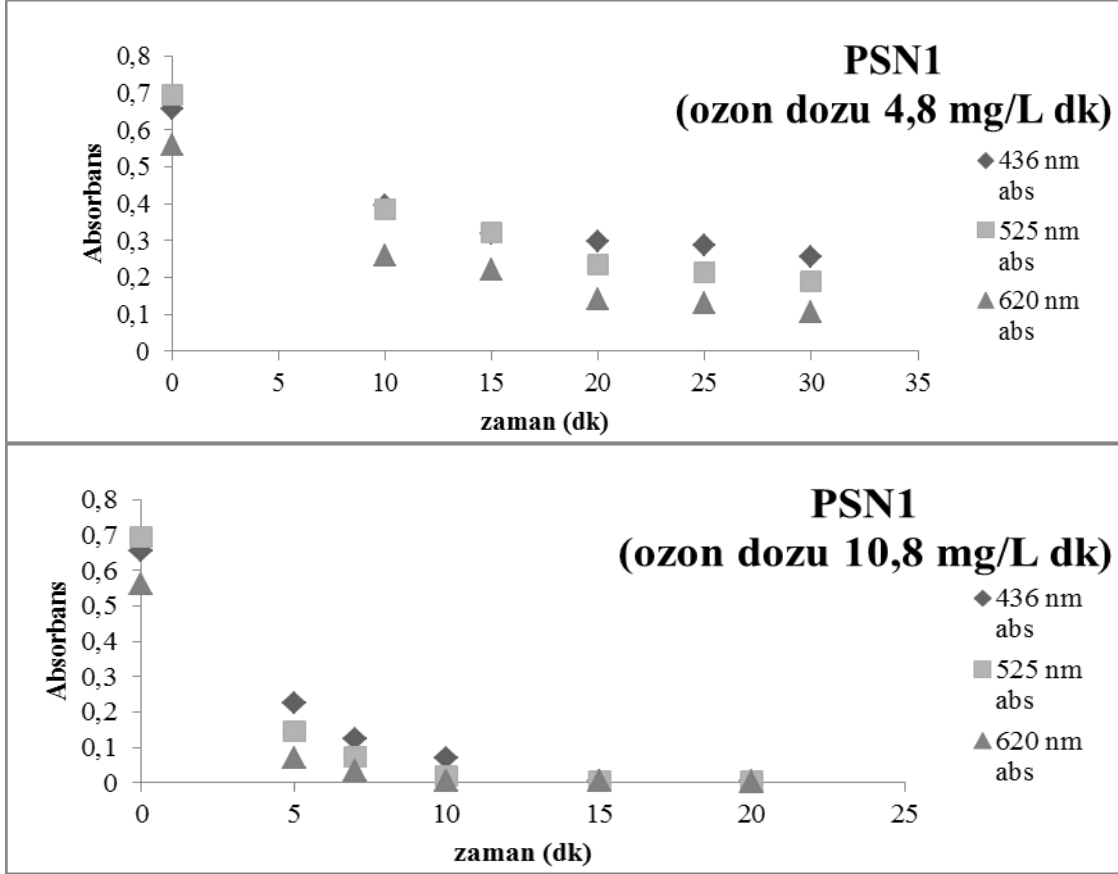 PSN1
(ozon dozu 4,8 mg/L dk)
0,8
0,7
0,6
0,5
0,4
0,3
0,2
0,1
0
Absorbans
0 5 10 15 20 25 30 35
zaman (dk)
436 nm
abs
525 nm
abs
620 nm
abs
PSN1
(ozon dozu 10,8 mg/L dk)
0,8
0,7
0,6
0,5
0,4
0,3
0,2
0,1
0
Absorbans
0 5 10 15 20 25
zaman (dk)
436 nm
abs
525 nm
abs
620 nm
abs